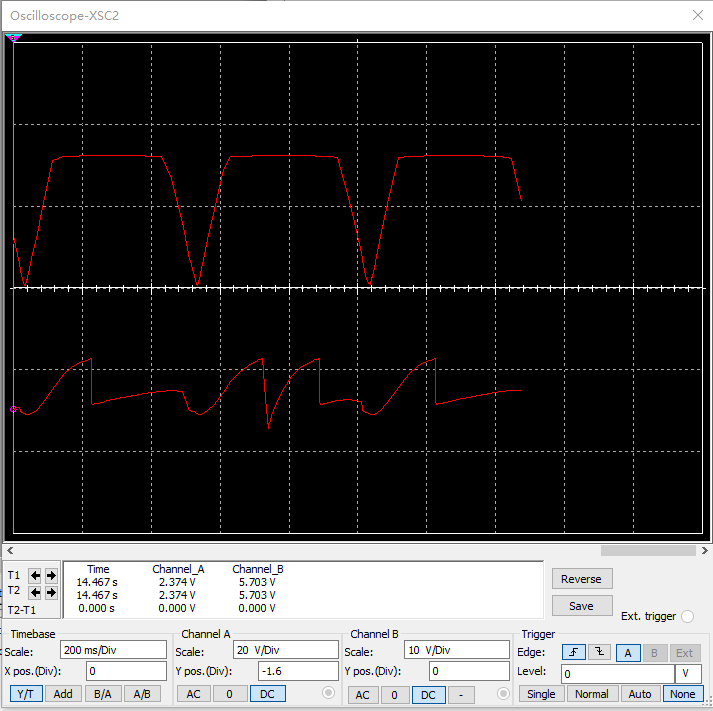 Oscilloscope-XSC2
Time Channel_A Channel_B
T1 14.467 s 2.374 V 5.703 V
T2 14.467 s 2.374 V 5.703 V
T2-T1 0.000 s 0.000 V 0.000 V
Reverse
Save
Ext. trigger
Timebase Channel A Channel B Trigger
Scale: 200 ms/Div Scale: 20 V/Div Scale: 10 V/Div Edge: A B Ext
X pos.(Div): 0 Y pos.(Div): -1.6 Y pos.(Div): 0 Level: 0 V
Y/T Add B/A A/B AC 0 DC AC 0 DC - Single Normal Auto None